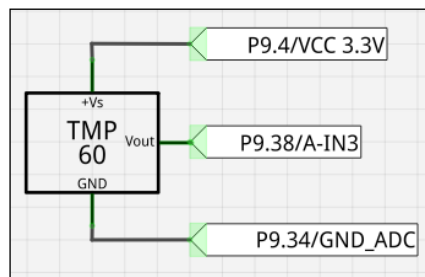 P9.4/VCC 3.3V
+Vs
TMP
60
Vout
P9.38/A-IN3
GND
P9.34/GND_ADC